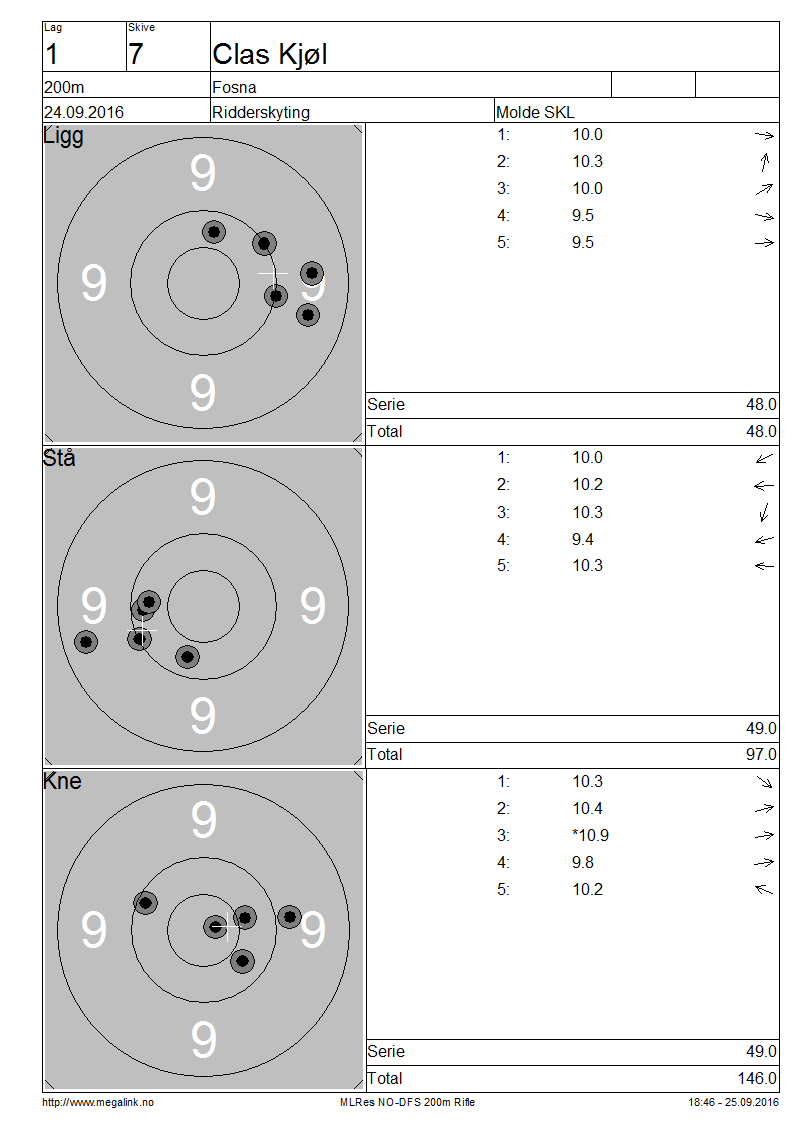 Lag Skive
1 7 Clas Kjøl
200m Fosna
24.09.2016 Ridderskyting Molde SKL
Ligg
9
9 9
9
1: 10.0
2: 10.3
3: 10.0
4: 9.5
5: 9.5
Serie 48.0
Total 48.0
Stå
9
9 9
9
1: 10.0
2: 10.2
3: 10.3
4: 9.4
5: 10.3
Serie 49.0
Total 97.0
Kne
9
9 9
9
1: 10.3
2: 10.4
3: *10.9
4: 9.8
5: 10.2
Serie 49.0
Total 146.0
http://www.megalink.no MLRes NO-DFS 200m Rifle 18:46 - 25.09.2016